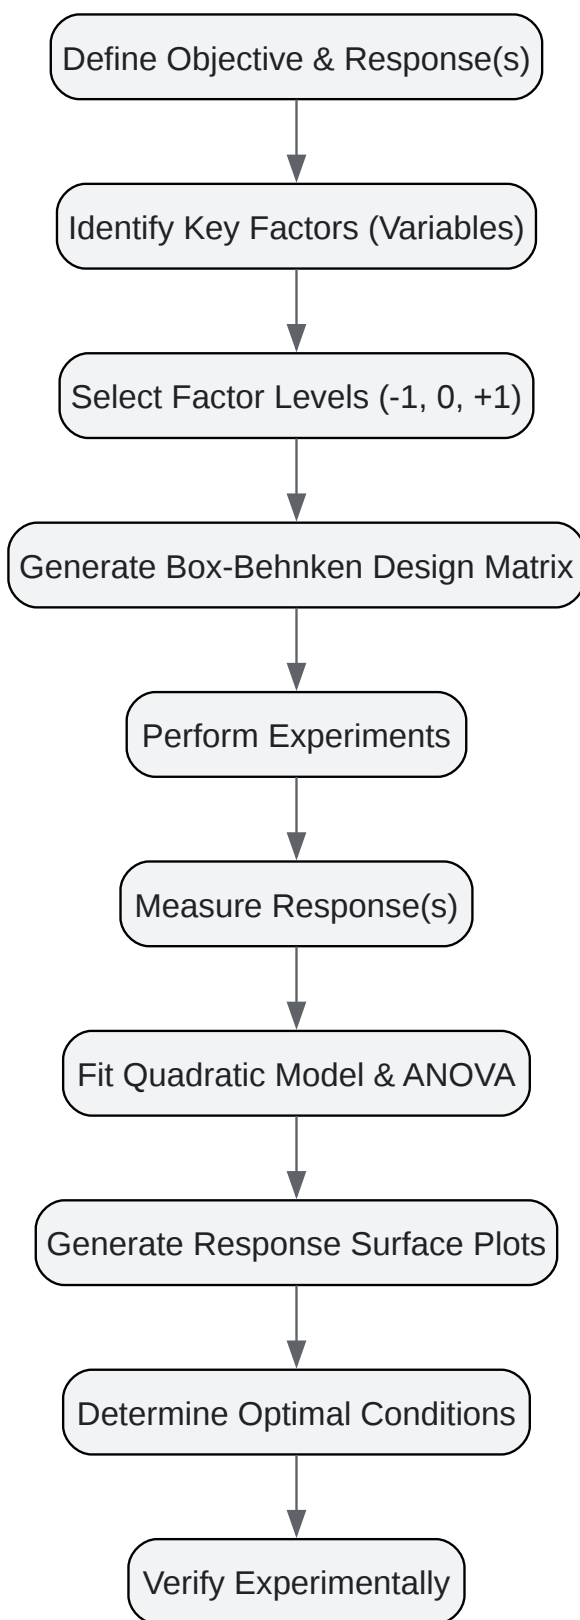 Define Objective & Response(s)
Identify Key Factors (Variables)
Select Factor Levels (-1, 0, +1)
Generate Box-Behnken Design Matrix
Perform Experiments
Measure Response(s)
Fit Quadratic Model & ANOVA
Generate Response Surface Plots
Determine Optimal Conditions
Verify Experimentally